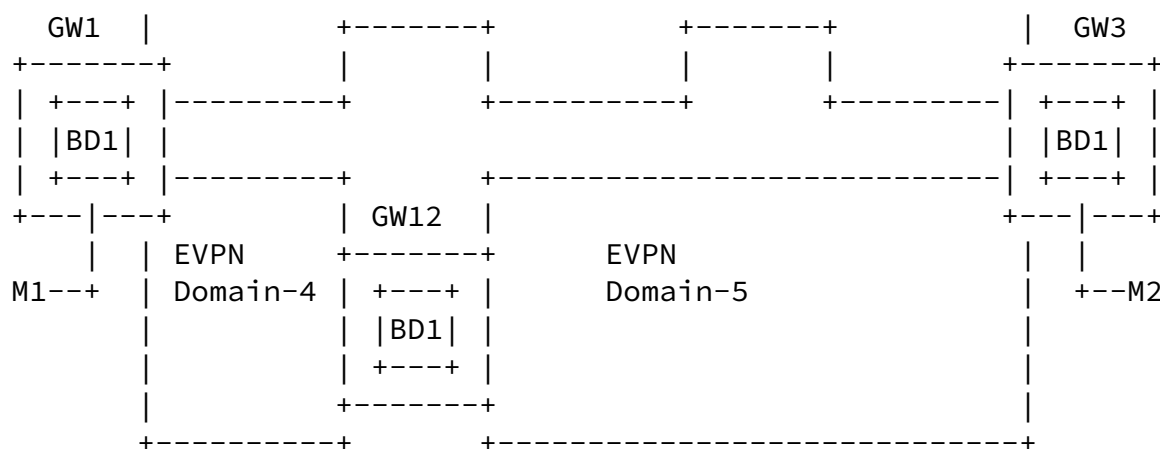 GW1 GW3
BD1 BD1
GW12
EVPN EVPN
M1 Domain-4 Domain-5 M2
BD1